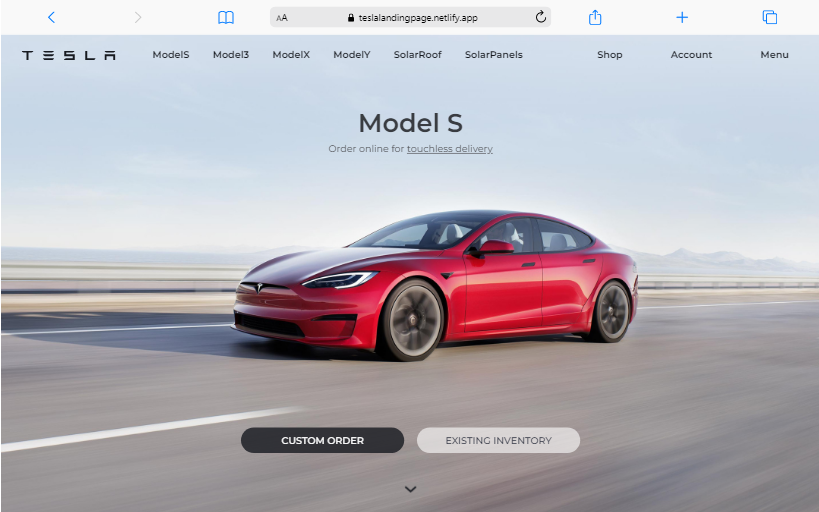 AA teslalandingpage.netlify.app
TESLA ModelS Model3 ModelX ModelY SolarRoof SolarPanels Shop Account Menu
Model S
Order online for touchless delivery
CUSTOM ORDER EXISTING INVENTORY